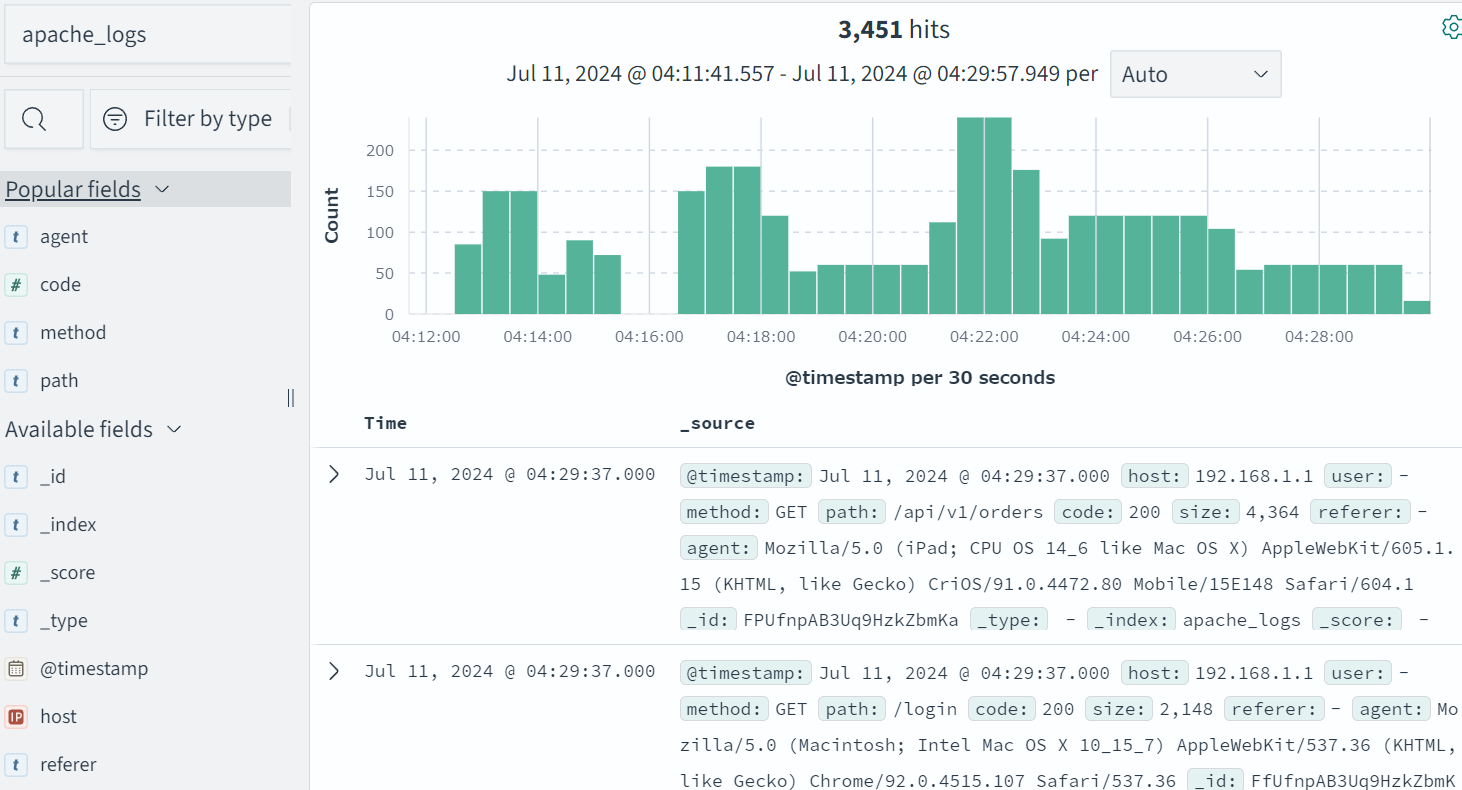 apache_logs
Filter by type
Popular fields
t agent
# code
t method
t path
Available fields
t _id
t _index
# _score
t _type
@timestamp
IP host
t referer
3,451 hits
Jul 11, 2024 @ 04:11:41.557 - Jul 11, 2024 @ 04:29:57.949 per Auto
Count
200
150
100
50
0
04:12:00 04:14:00 04:16:00 04:18:00 04:20:00 04:22:00 04:24:00 04:26:00 04:28:00
@timestamp per 30 seconds
Time _source
Jul 11, 2024 @ 04:29:37.000 @timestamp: Jul 11, 2024 @ 04:29:37.000 host: 192.168.1.1 user: -
method: GET path: /api/v1/orders code: 200 size: 4,364 referer: -
agent: Mozilla/5.0 (iPad; CPU OS 14_6 like Mac OS X) AppleWebKit/605.1.
15 (KHTML, like Gecko) CriOS/91.0.4472.80 Mobile/15E148 Safari/604.1
_id: FPUfnpAB3Uq9HzkZbmKa _type: - _index: apache_logs _score: -
Jul 11, 2024 @ 04:29:37.000 @timestamp: Jul 11, 2024 @ 04:29:37.000 host: 192.168.1.1 user: -
method: GET path: /login code: 200 size: 2,148 referer: - agent: Mo
zilla/5.0 (Macintosh; Intel Mac OS X 10_15_7) AppleWebKit/537.36 (KHTML,
like Gecko) Chrome/92.0.4515.107 Safari/537.36 _id: FfUfnpAB3Uq9HzkZbmK